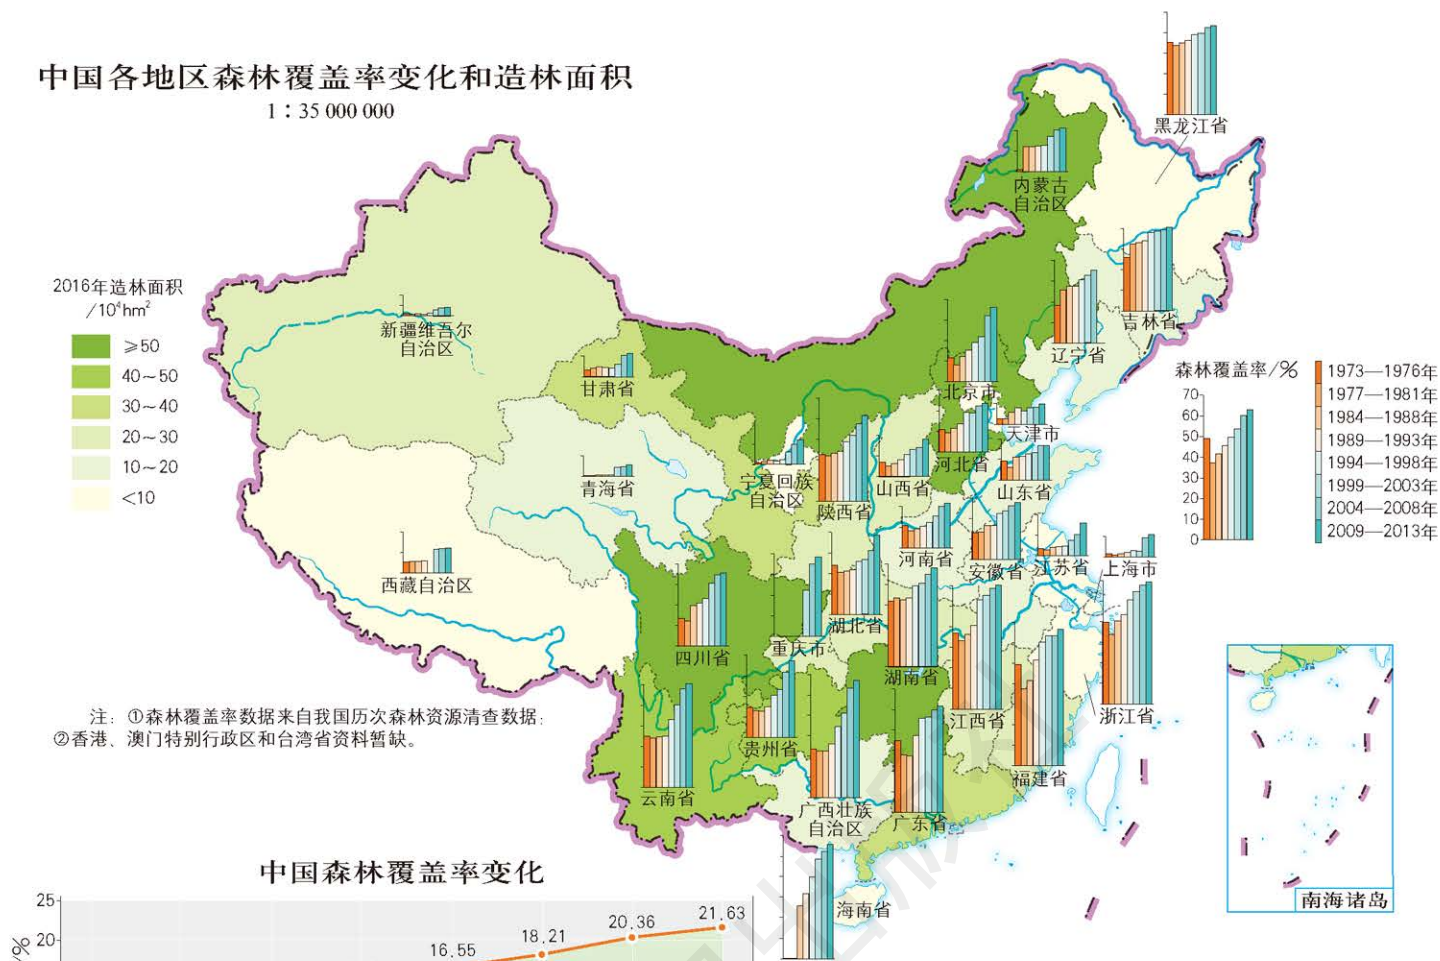 中国各地区森林覆盖率变化和造林面积
1：35 000 000
黑龙江省
内蒙古
自治区
2016年造林面积
/10⁴hm²
≥50
40～50
30～40
20～30
10～20
<10
新疆维吾尔
自治区
吉林省
辽宁省
甘肃省
北京市
天津市
河北省
青海省
宁夏回族
自治区
陕西省
山西省
山东省
森林覆盖率/%
70
60
50
40
30
20
10
0
1973—1976年
1977—1981年
1984—1988年
1989—1993年
1994—1998年
1999—2003年
2004—2008年
2009—2013年
西藏自治区
河南省
安徽省
江苏省
上海市
四川省
重庆市
湖北省
湖南省
江西省
浙江省
注：①森林覆盖率数据来自我国历次森林资源清查数据；
②香港、澳门特别行政区和台湾省资料暂缺。
云南省
贵州省
广西壮族
自治区
广东省
福建省
海南省
南海诸岛
中国森林覆盖率变化
25
20
/%
16.55
18.21
20.36
21.63